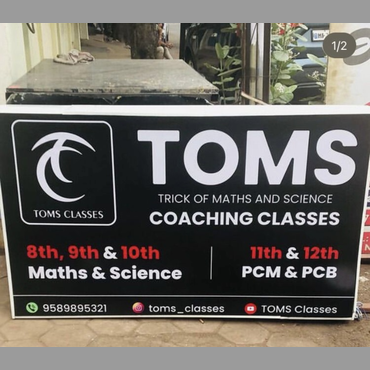 1/2
TOMS
TRICK OF MATHS AND SCIENCE
COACHING CLASSES
TOMS CLASSES
8th, 9th & 10th
Maths & Science
11th & 12th
PCM & PCB
9589895321
toms_classes
TOMS Classes